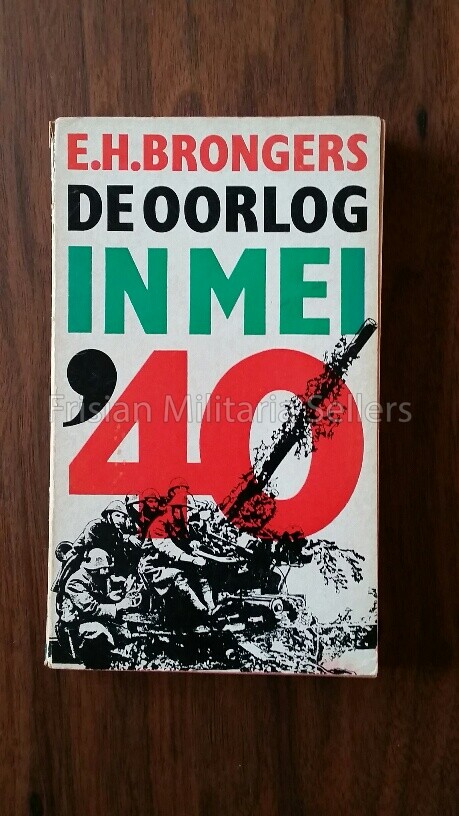 E.H.BRONGERS
DE OORLOG
IN MEI
'40
Frisian Militaria Sellers